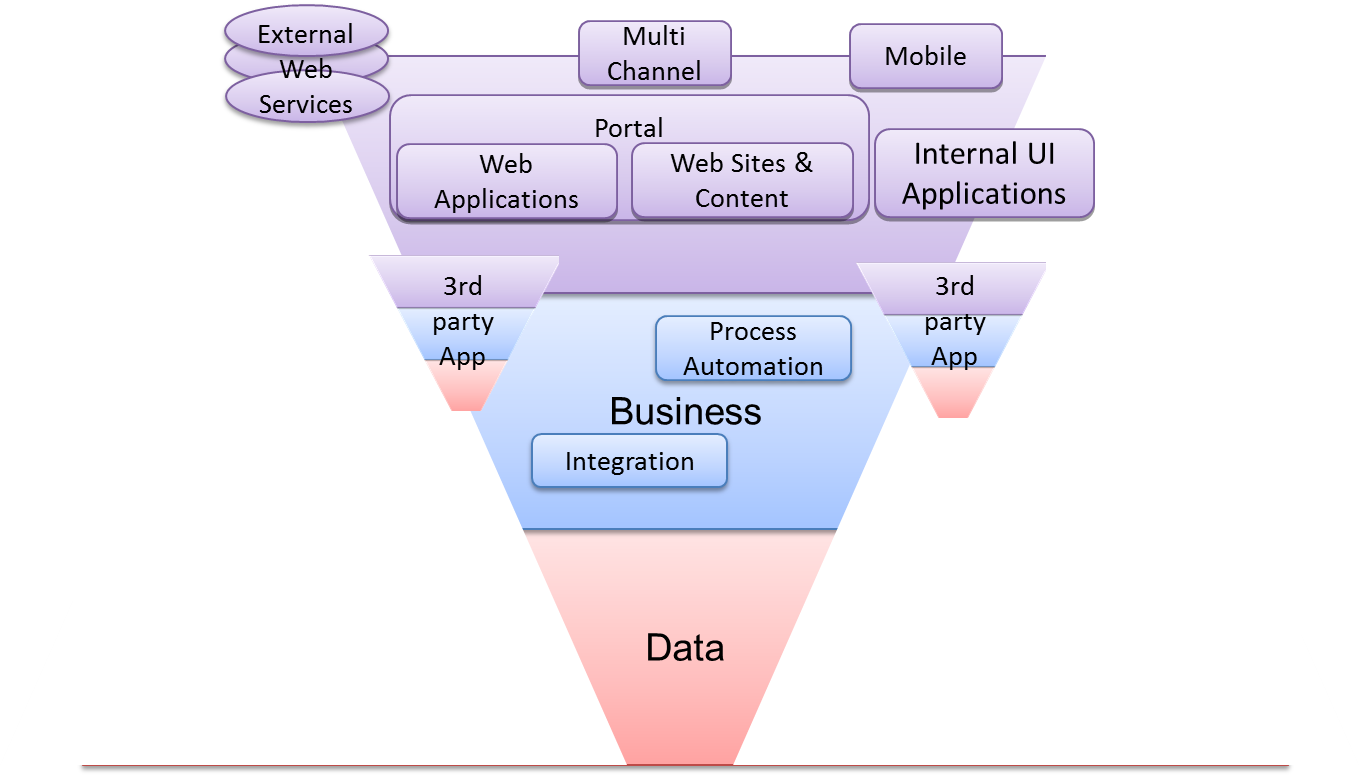 External
Web
Services
Multi
Channel
Mobile
Portal
Web
Applications
Web Sites &
Content
Internal UI
Applications
3rd
party
App
3rd
party
App
Process
Automation
Business
Integration
Data